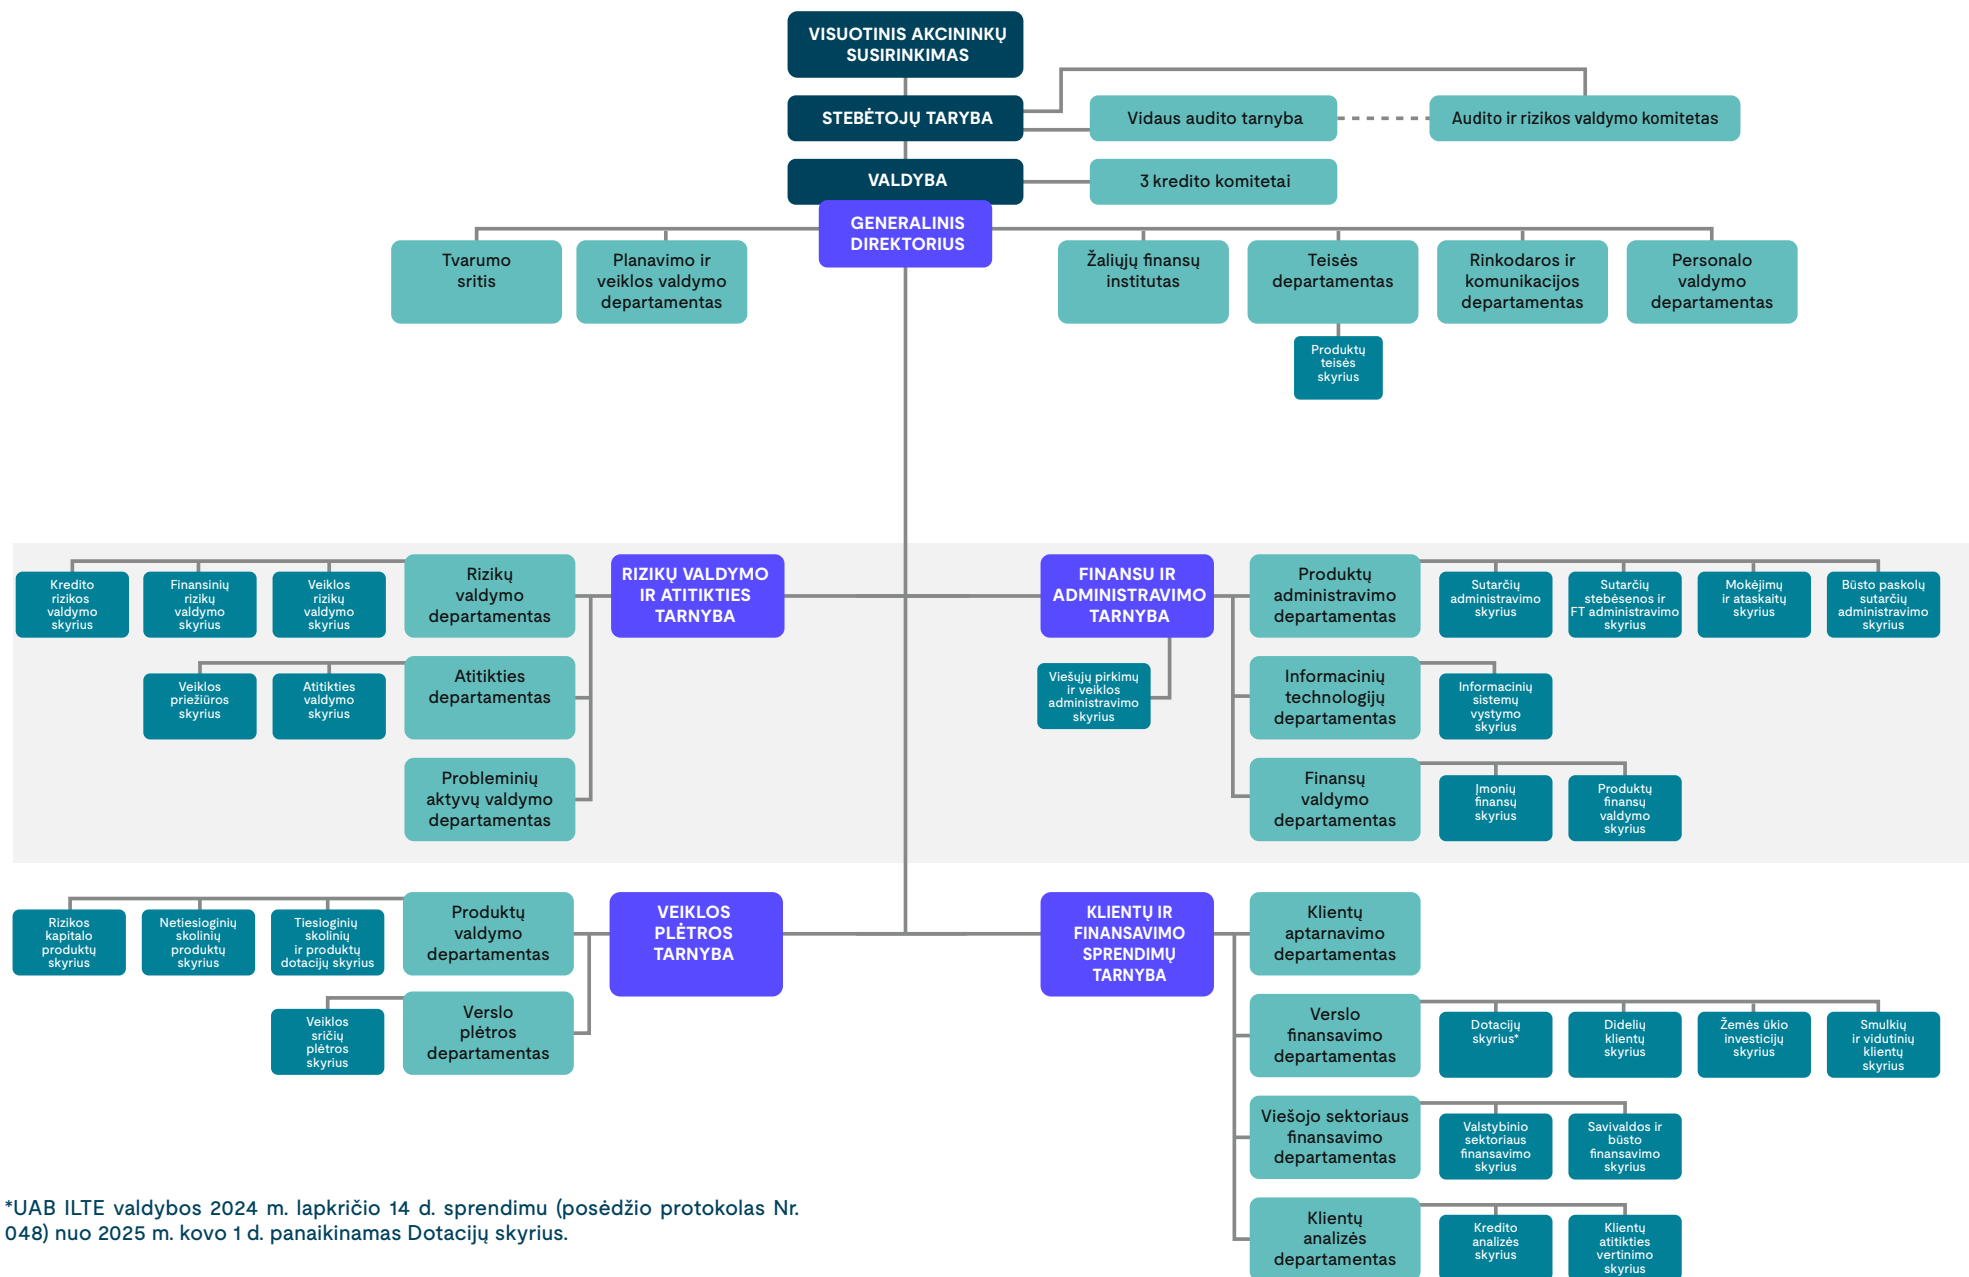 VISUOTINIS AKCININKŲ
SUSIRINKIMAS
STEBĖTOJŲ TARYBA
Vidaus audito tarnyba
Audito ir rizikos valdymo komitetas
VALDYBA
3 kredito komitetai
GENERALINIS
DIREKTORIUS
Tvarumo
sritis
Planavimo ir
veiklos valdymo
departamentas
Žaliųjų finansų
institutas
Teisės
departamentas
Rinkodaros ir
komunikacijos
departamentas
Personalo
valdymo
departamentas
Produktų
teisės
skyrius
Kredito
rizikos
valdymo
skyrius
Finansinių
rizikų
valdymo
skyrius
Veiklos
rizikų
valdymo
skyrius
Rizikų
valdymo
departamentas
RIZIKŲ VALDYMO
IR ATITIKTIES
TARNYBA
Veiklos
priežiūros
skyrius
Atitikties
valdymo
skyrius
Atitikties
departamentas
Probleminių
aktyvų valdymo
departamentas
FINANSU IR
ADMINISTRAVIMO
TARNYBA
Viešųjų pirkimų
ir veiklos
administravimo
skyrius
Produktų
administravimo
departamentas
Sutarčių
administravimo
skyrius
Sutarčių
stebėsenos ir
FT administravimo
skyrius
Mokėjimų
ir ataskaitų
skyrius
Būsto paskolų
sutarčių
administravimo
skyrius
Informacinių
technologijų
departamentas
Informacinių
sistemų
vystymo
skyrius
Finansų
valdymo
departamentas
Įmonių
finansų
skyrius
Produktų
finansų
valdymo
skyrius
Rizikos
kapitalo
produktų
skyrius
Netiesioginių
skolinių
produktų
skyrius
Tiesioginių
skolinių
ir produktų
dotacijų skyrius
Produktų
valdymo
departamentas
VEIKLOS
PLĖTROS
TARNYBA
Veiklos
sričių
plėtros
skyrius
Verslo
plėtros
departamentas
KLIENTŲ IR
FINANSAVIMO
SPRENDIMŲ
TARNYBA
Klientų
aptarnavimo
departamentas
Verslo
finansavimo
departamentas
Dotacijų
skyrius*
Didelių
klientų
skyrius
Žemės ūkio
investicijų
skyrius
Smulkių
ir vidutinių
klientų
skyrius
Viešojo sektoriaus
finansavimo
departamentas
Valstybinio
sektoriaus
finansavimo
skyrius
Savivaldos ir
būsto
finansavimo
skyrius
Klientų
analizės
departamentas
Kredito
analizės
skyrius
Klientų
atitikties
vertinimo
skyrius
*UAB ILTE valdybos 2024 m. lapkričio 14 d. sprendimu (posėdžio protokolas Nr.
048) nuo 2025 m. kovo 1 d. panaikinamas Dotacijų skyrius.